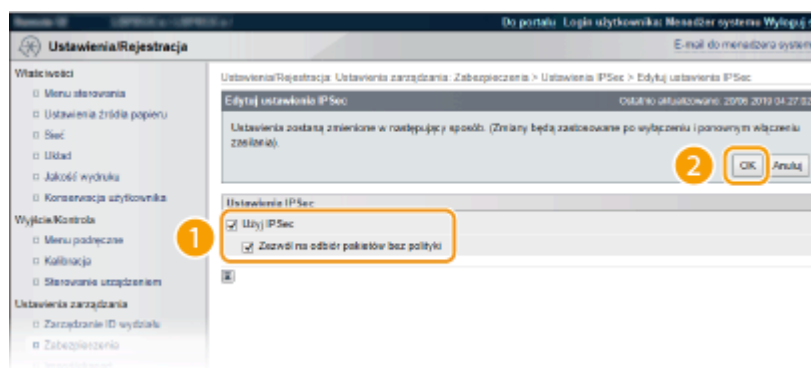 Do portalu Login użytkownika: Menedżer systemu Wyloguj
Ustawienia/Rejestracja
E-mail do menedżera system
Właściwości
Menu sterowania
Ustawienia źródła papieru
Sieć
Układ
Jakość wydruku
Konserwacja użytkownika
Wyjście/Kontrola
Menu podręczne
Kalibracja
Sterowanie urządzeniem
Ustawienia zarządzania
Zarządzanie ID wydziału
Zabezpieczenia
Ustawienia/Rejestracja: Ustawienia zarządzania: Zabezpieczenia > Ustawienia IPSec > Edytuj ustawienia IPSec
Edytuj ustawienia IPSec
Ostatnio aktualizowano: 20/06 2019 04:27:02
Ustawienia zostaną zmienione w następujący sposób. (Zmiany będą zastosowane po wyłączeniu i ponownym włączeniu
zasilania).
2
OK Anuluj
Ustawienia IPSec
1
Użyj IPSec
Zezwól na odbiór pakietów bez polityki